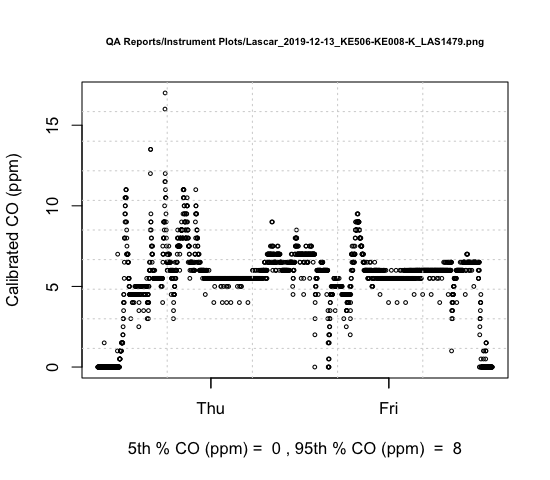 QA Reports/Instrument Plots/Lascar_2019-12-13_KE506-KE008-K_LAS1479.png
15
10
5
0
Calibrated CO (ppm)
Thu Fri
5th % CO (ppm) = 0 , 95th % CO (ppm) = 8